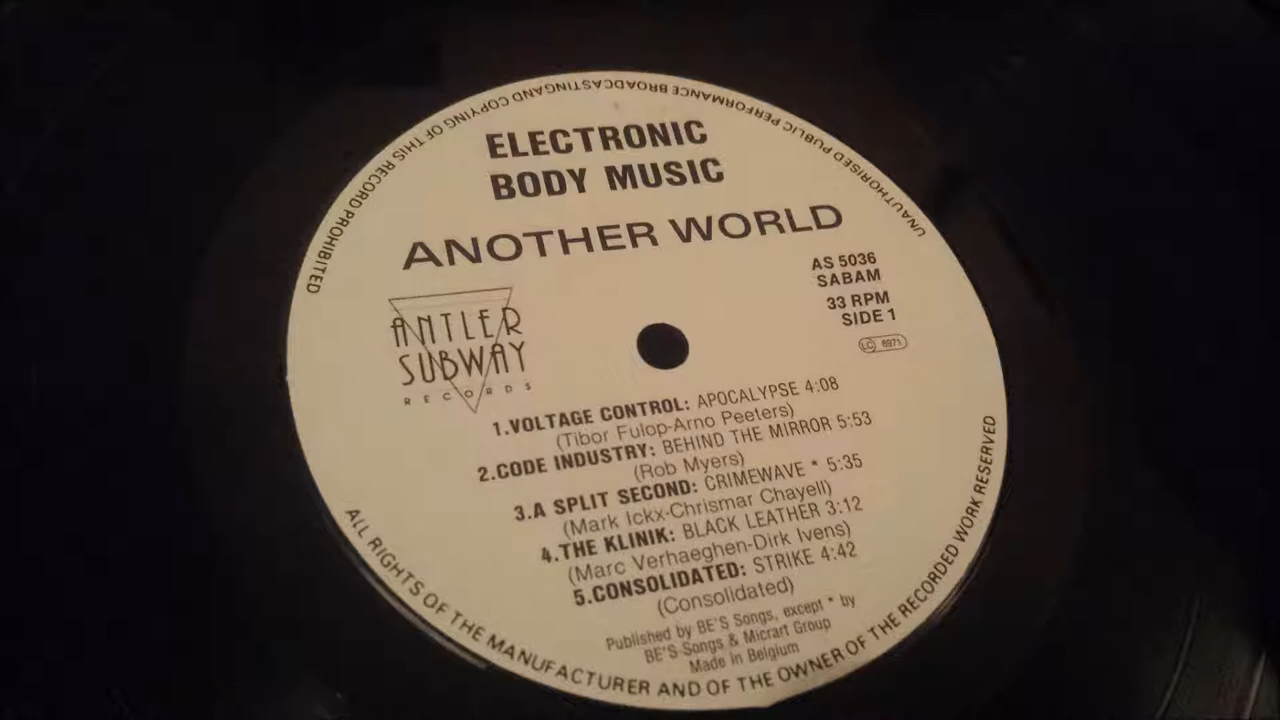 UNAUTHORISED PUBLIC PERFORMANCE BROADCASTINGAND COPYING OF THIS RECORD PROHIBITED
ELECTRONIC
BODY MUSIC
ANOTHER WORLD
AS 5036
SABAM
33 RPM
SIDE 1
LC 6971
ANTLER
SUBWAY
RECORDS
1.VOLTAGE CONTROL: APOCALYPSE 4:08
(Tibor Fulop-Arno Peeters)
2.CODE INDUSTRY: BEHIND THE MIRROR 5:53
(Rob Myers)
3.A SPLIT SECOND: CRIMEWAVE * 5:35
(Mark Ickx-Chrismar Chayell)
4.THE KLINIK: BLACK LEATHER 3:12
(Marc Verhaeghen-Dirk Ivens)
5.CONSOLIDATED: STRIKE 4:42
(Consolidated)
Published by BE'S Songs, except * by
BE'S Songs & Micrart Group
Made in Belgium
ALL RIGHTS OF THE MANUFACTURER AND OF THE OWNER OF THE RECORDED WORK RESERVED